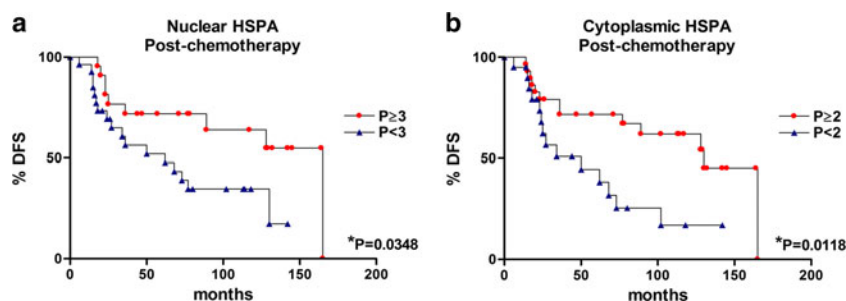 a
Nuclear HSPA
Post-chemotherapy
% DFS
100
50
0
P≥3
P<3
*P=0.0348
0 50 100 150 200
months
b
Cytoplasmic HSPA
Post-chemotherapy
% DFS
100
50
0
P≥2
P<2
*P=0.0118
0 50 100 150 200
months